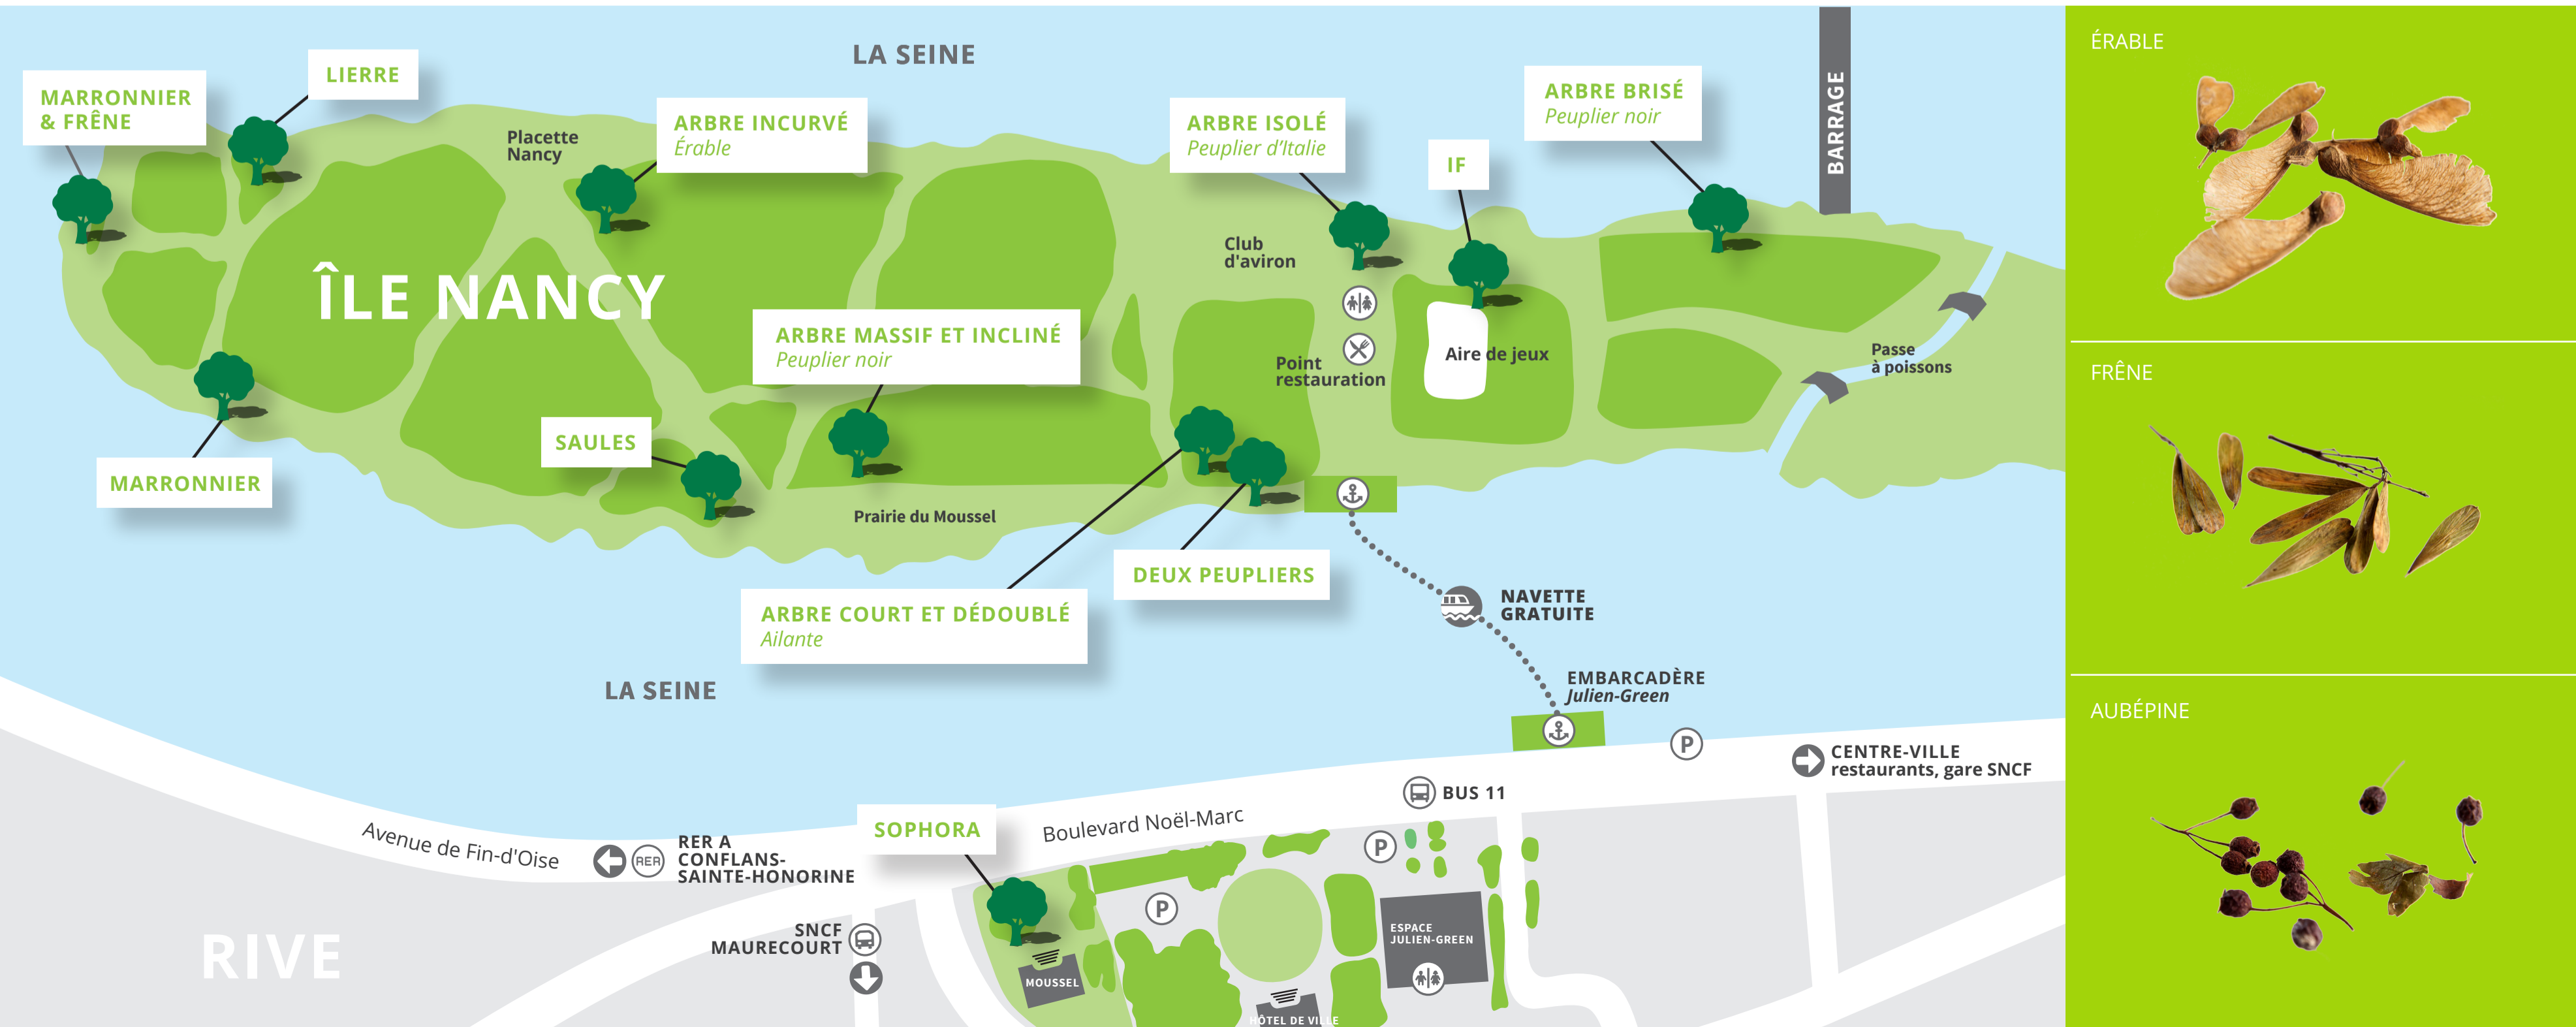 LA SEINE
MARRONNIER
& FRÊNE
LIERRE
Placette
Nancy
ARBRE INCURVÉ
Érable
ARBRE ISOLÉ
Peuplier d’Italie
IF
ARBRE BRISÉ
Peuplier noir
BARRAGE
Club
d'aviron
ÎLE NANCY
ARBRE MASSIF ET INCLINÉ
Peuplier noir
Point
restauration
Aire de jeux
Passe
à poissons
SAULES
MARRONNIER
Prairie du Moussel
DEUX PEUPLIERS
ARBRE COURT ET DÉDOUBLÉ
Ailante
NAVETTE
GRATUITE
LA SEINE
EMBARCADÈRE
Julien-Green
P
CENTRE-VILLE
restaurants, gare SNCF
BUS 11
SOPHORA
Boulevard Noël-Marc
Avenue de Fin-d'Oise
RER
RER A
CONFLANS-
SAINTE-HONORINE
P
P
SNCF
MAURECOURT
ESPACE
JULIEN-GREEN
RIVE
MOUSSEL
HÔTEL DE VILLE
ÉRABLE
FRÊNE
AUBÉPINE